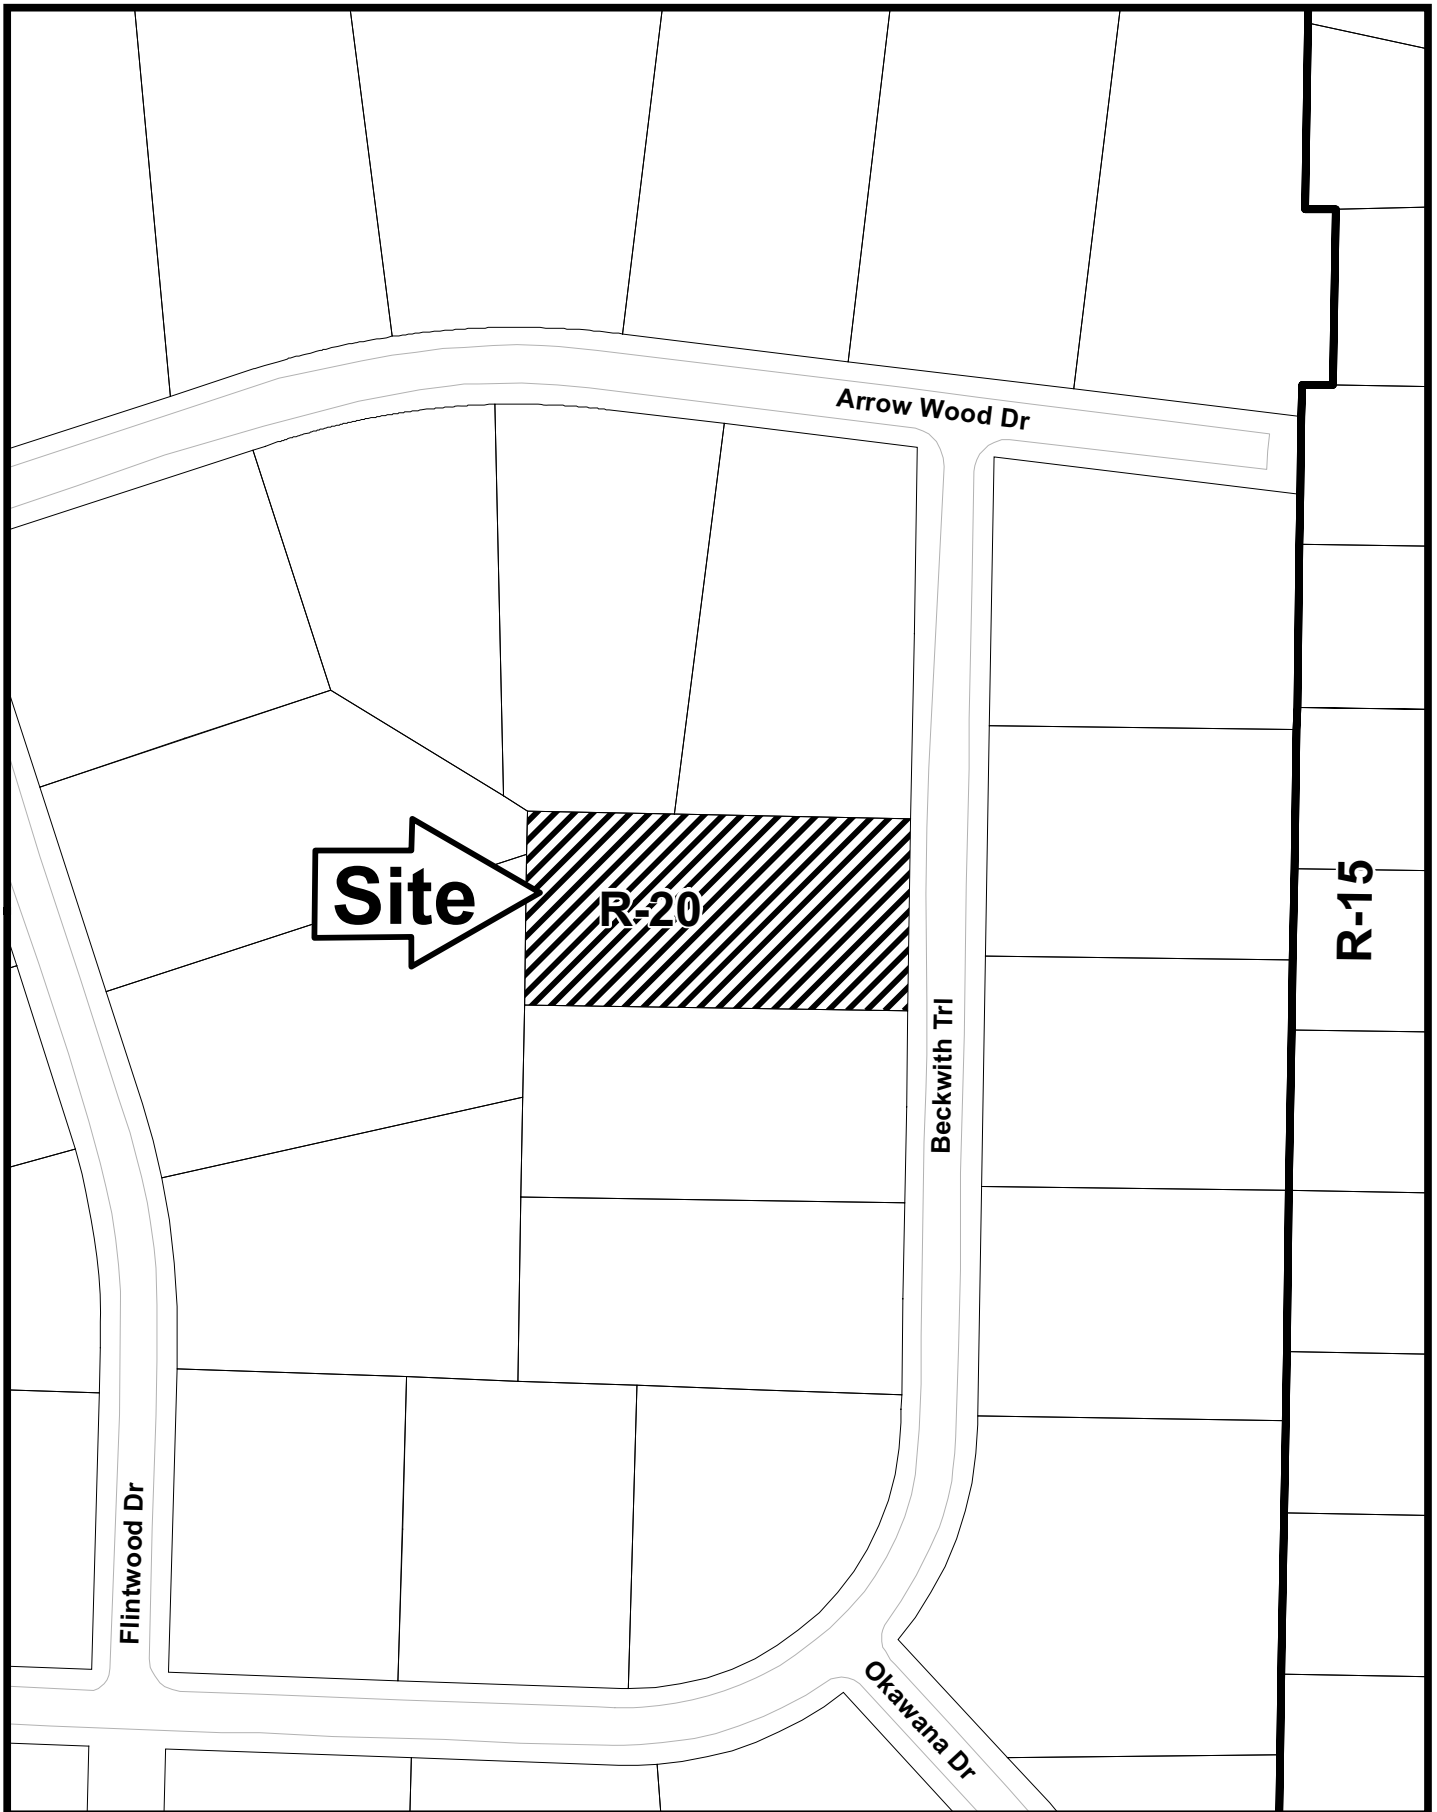 Arrow Wood Dr
Site
R-20
R-15
Beckwith Trl
Flintwood Dr
Okawana Dr